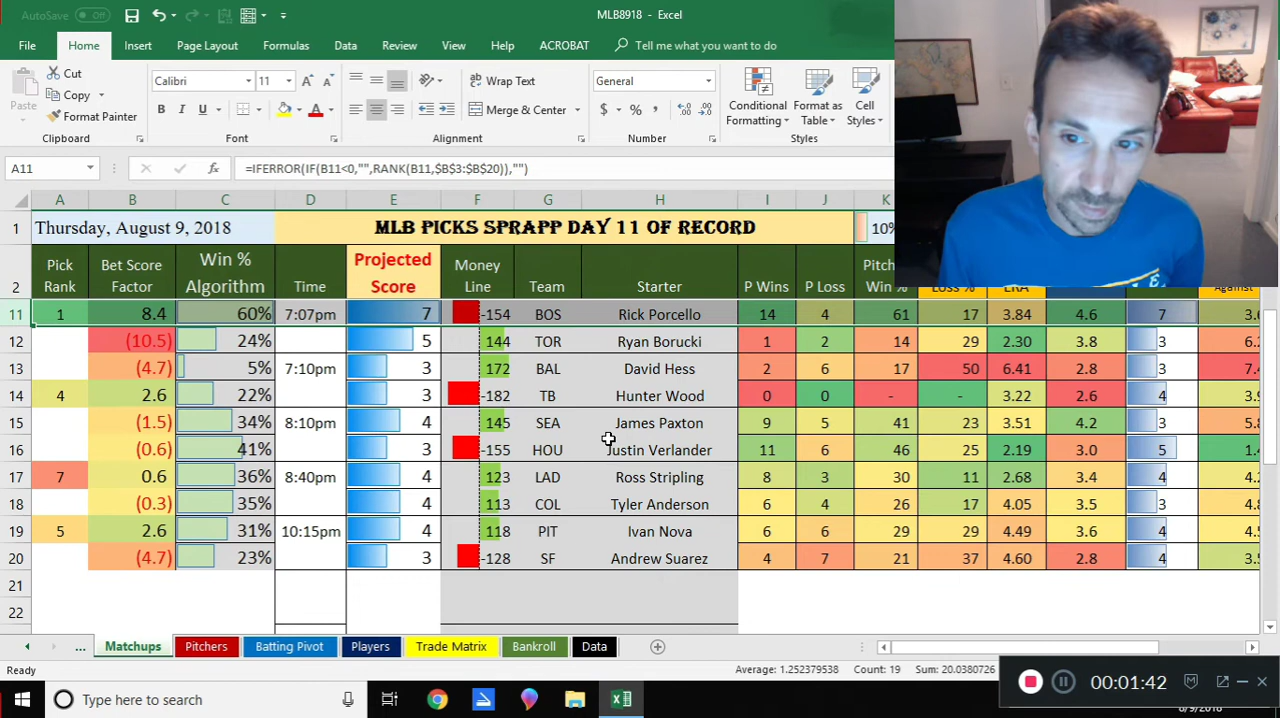 AutoSave Off
MLB8918 - Excel
File Home Insert Page Layout Formulas Data Review View Help ACROBAT Tell me what you want to do
Paste
Cut
Copy
Format Painter
Calibri 11
B I U
Wrap Text
Merge & Center
General
$ % ,
Conditional Formatting
Format as Table
Cell Styles
Clipboard Font Alignment Number Styles
A11 fx =IFERROR(IF(B11<0,"",RANK(B11,$B$3:$B$20)),"")
A B C D E F G H I J K
1 Thursday, August 9, 2018 MLB PICKS SPRAPP DAY 11 OF RECORD 10%
2 Pick Rank Bet Score Factor Win % Algorithm Time Projected Score Money Line Team Starter P Wins P Loss Pitch Win % Loss % ERA Against
11 1 8.4 60% 7:07pm 7 -154 BOS Rick Porcello 14 4 61 17 3.84 4.6 7
12 (10.5) 24% 5 144 TOR Ryan Borucki 1 2 14 29 2.30 3.8 3
13 (4.7) 5% 7:10pm 3 172 BAL David Hess 2 6 17 50 6.41 2.8 3
14 4 2.6 22% 3 -182 TB Hunter Wood 0 0 - - 3.22 2.6 4
15 (1.5) 34% 8:10pm 4 145 SEA James Paxton 9 5 41 23 3.51 4.2 3
16 (0.6) 41% 3 -155 HOU Justin Verlander 11 6 46 25 2.19 3.0 5
17 7 0.6 36% 8:40pm 4 123 LAD Ross Stripling 8 3 30 11 2.68 3.4 4
18 (0.3) 35% 4 113 COL Tyler Anderson 6 4 26 17 4.05 3.5 3
19 5 2.6 31% 10:15pm 4 118 PIT Ivan Nova 6 6 29 29 4.49 3.6 4
20 (4.7) 23% 3 -128 SF Andrew Suarez 4 7 21 37 4.60 2.8 4
21
22
... Matchups Pitchers Batting Pivot Players Trade Matrix Bankroll Data
Ready Average: 1.252379538 Count: 19 Sum: 20.0380726
00:01:42
Type here to search
8/9/2018